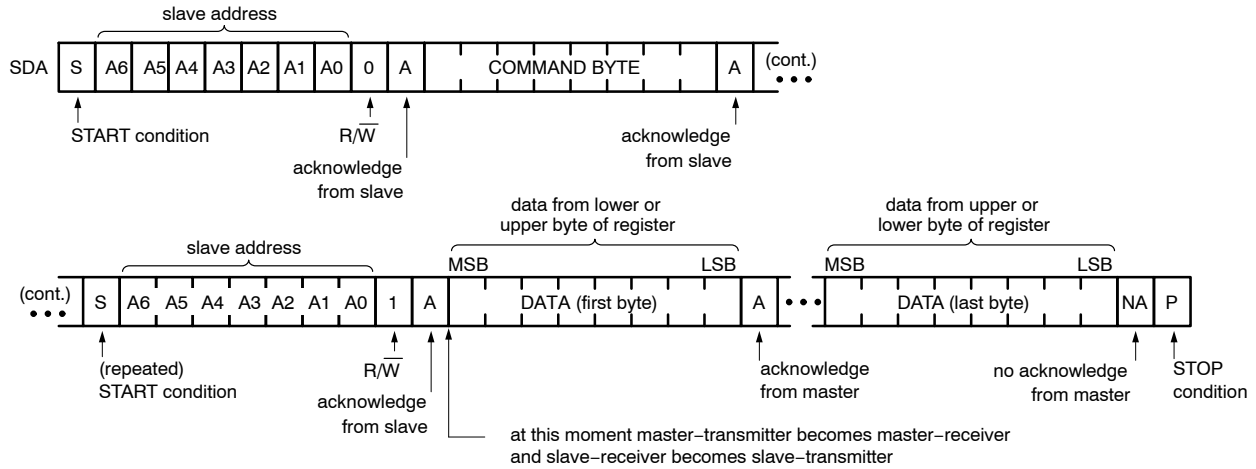 slave address
SDA S A6 A5 A4 A3 A2 A1 A0 0 A COMMAND BYTE A (cont.)
START condition
R/W̅
acknowledge
from slave
acknowledge
from slave
data from lower or
upper byte of register
data from upper or
lower byte of register
slave address
MSB LSB MSB LSB
(cont.) S A6 A5 A4 A3 A2 A1 A0 1 A DATA (first byte) A DATA (last byte) NA P
(repeated)
START condition
R/W̅
acknowledge
from slave
acknowledge
from master
no acknowledge
from master
STOP
condition
at this moment master−transmitter becomes master−receiver
and slave−receiver becomes slave−transmitter